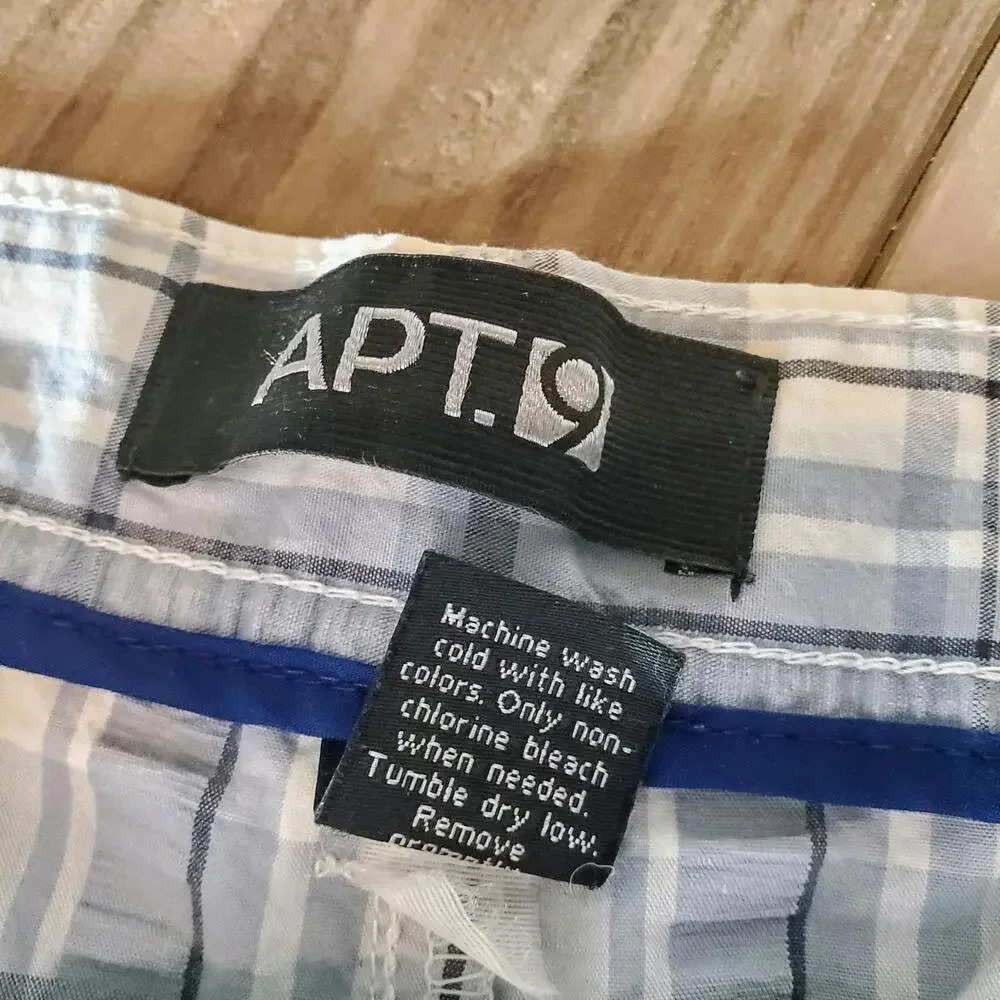 APT.9
Machine wash
cold with like
colors. Only non-
chlorine bleach
when needed.
Tumble dry low.
Remove